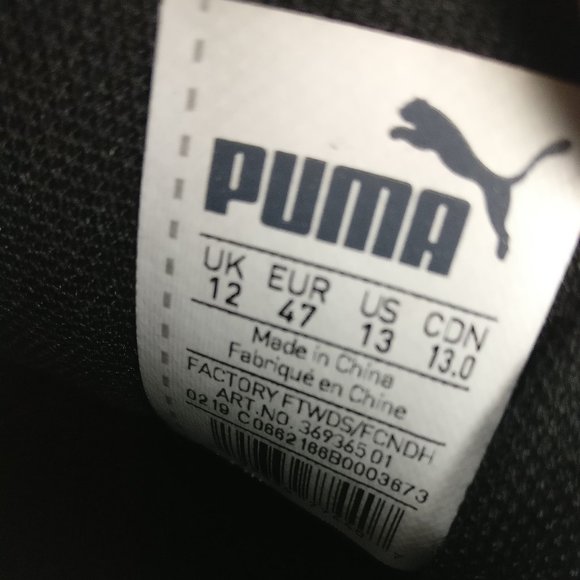 PUMA
UK EUR US CDN
12 47 13 13.0
Made in China
Fabriqué en Chine
FACTORY FTWDS/FCNDH
ART.NO. 369365 01
0219 C0662166B0003673